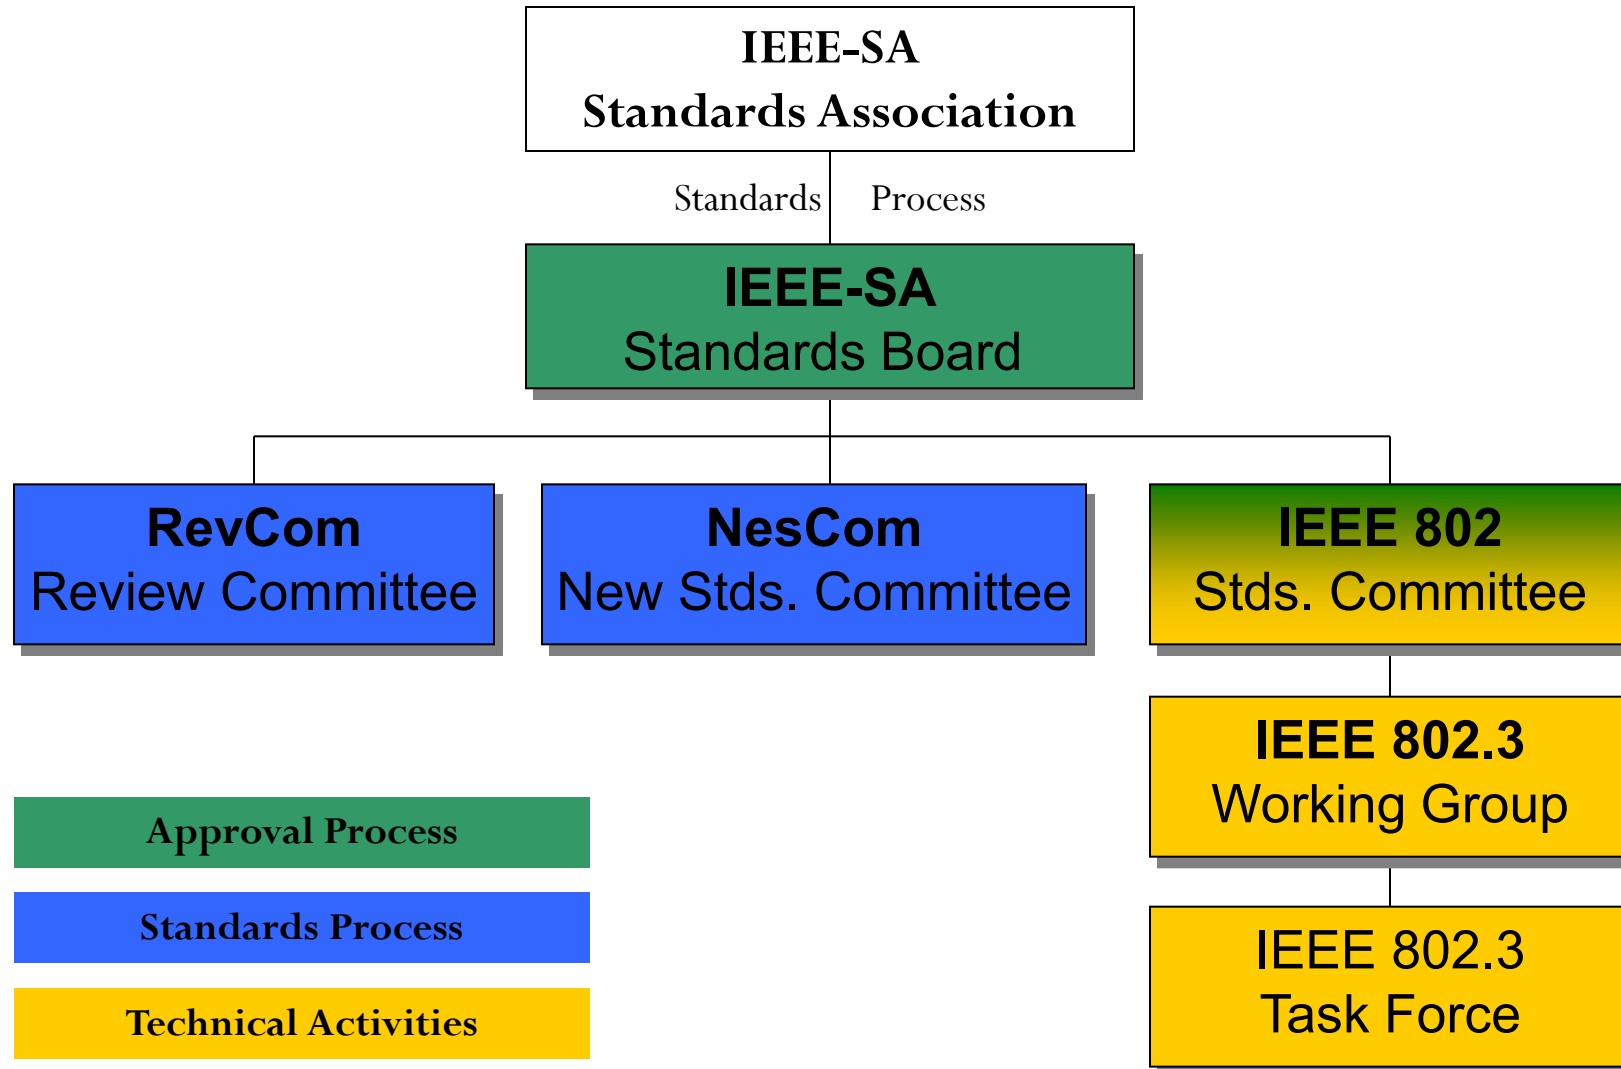 IEEE-SA
Standards Association
Standards Process
IEEE-SA
Standards Board
RevCom
Review Committee
NesCom
New Stds. Committee
IEEE 802
Stds. Committee
IEEE 802.3
Working Group
IEEE 802.3
Task Force
Approval Process
Standards Process
Technical Activities